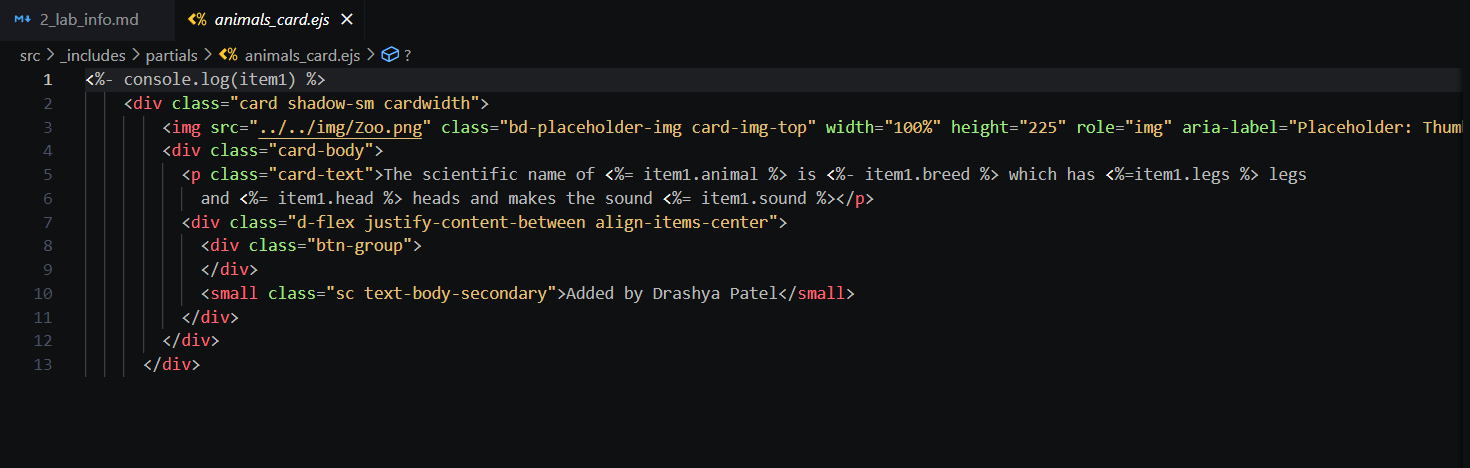 2_lab_info.md
animals_card.ejs
src > _includes > partials > <% animals_card.ejs > ?
1 <%- console.log(item1) %>
2 <div class="card shadow-sm cardwidth">
3 <img src="../../img/Zoo.png" class="bd-placeholder-img card-img-top" width="100%" height="225" role="img" aria-label="Placeholder: Thum
4 <div class="card-body">
5 <p class="card-text">The scientific name of <%= item1.animal %> is <%- item1.breed %> which has <%=item1.legs %> legs
6 and <%= item1.head %> heads and makes the sound <%= item1.sound %></p>
7 <div class="d-flex justify-content-between align-items-center">
8 <div class="btn-group">
9 </div>
10 <small class="sc text-body-secondary">Added by Drashya Patel</small>
11 </div>
12 </div>
13 </div>